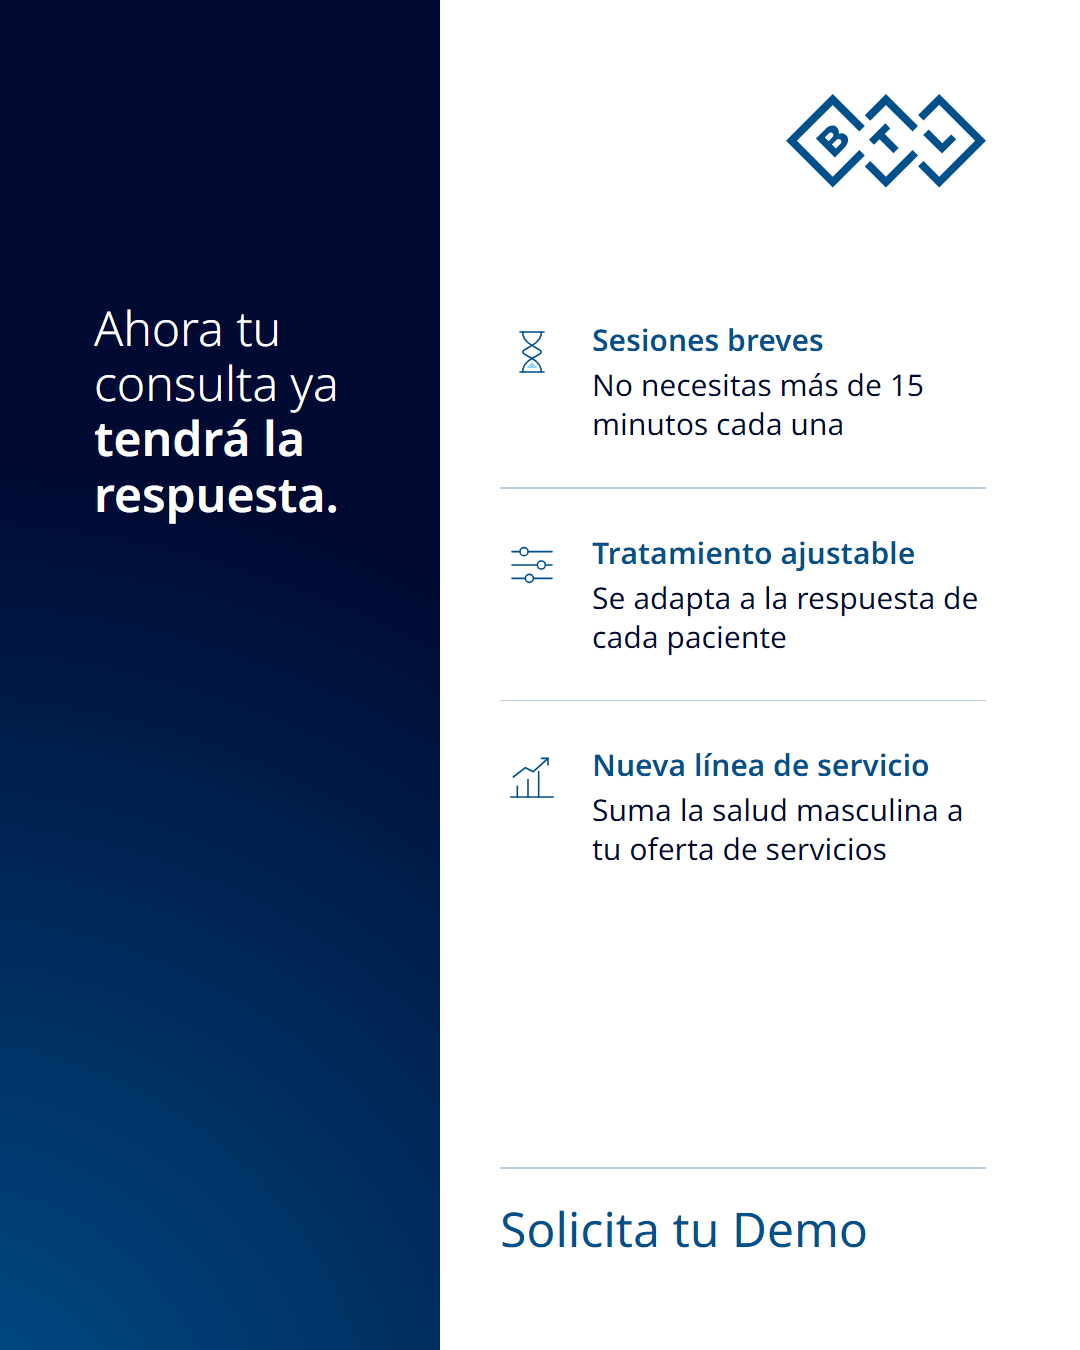 BTL
Ahora tu
consulta ya
tendrá la
respuesta.
Sesiones breves
No necesitas más de 15
minutos cada una
Tratamiento ajustable
Se adapta a la respuesta de
cada paciente
Nueva línea de servicio
Suma la salud masculina a
tu oferta de servicios
Solicita tu Demo